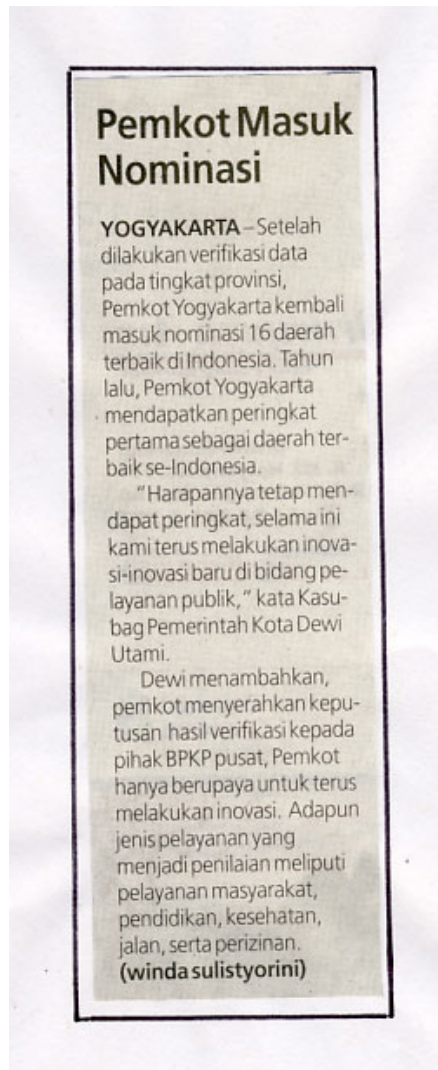 Pemkot Masuk
Nominasi
YOGYAKARTA – Setelah
dilakukan verifikasi data
pada tingkat provinsi,
Pemkot Yogyakarta kembali
masuk nominasi 16 daerah
terbaik di Indonesia. Tahun
lalu, Pemkot Yogyakarta
mendapatkan peringkat
pertama sebagai daerah ter-
baik se-Indonesia.
"Harapannya tetap men-
dapat peringkat, selama ini
kami terus melakukan inova-
si-inovasi baru di bidang pe-
layanan publik," kata Kasu-
bag Pemerintah Kota Dewi
Utami.
Dewi menambahkan,
pemkot menyerahkan kepu-
tusan hasil verifikasi kepada
pihak BPKP pusat, Pemkot
hanya berupaya untuk terus
melakukan inovasi. Adapun
jenis pelayanan yang
menjadi penilaian meliputi
pelayanan masyarakat,
pendidikan, kesehatan,
jalan, serta perizinan.
(winda sulistyorini)